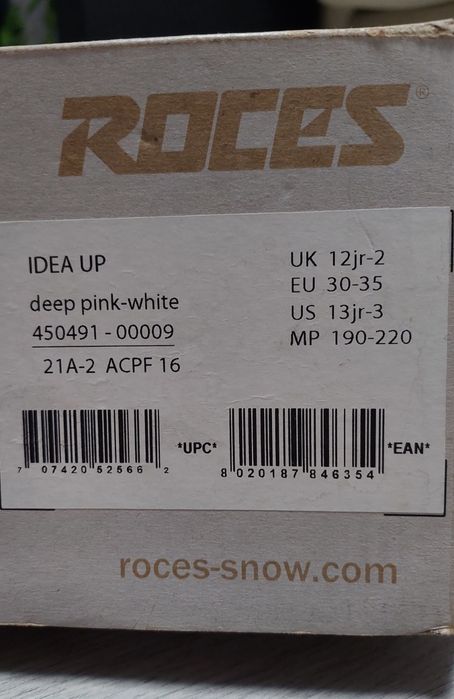 ROCES®
IDEA UP
deep pink-white
450491-00009
21A-2 ACPF 16
UK 12jr-2
EU 30-35
US 13jr-3
MP 190-220
*UPC*
7 07420 52566 2
*EAN*
8 020187 846354
roces-snow.com